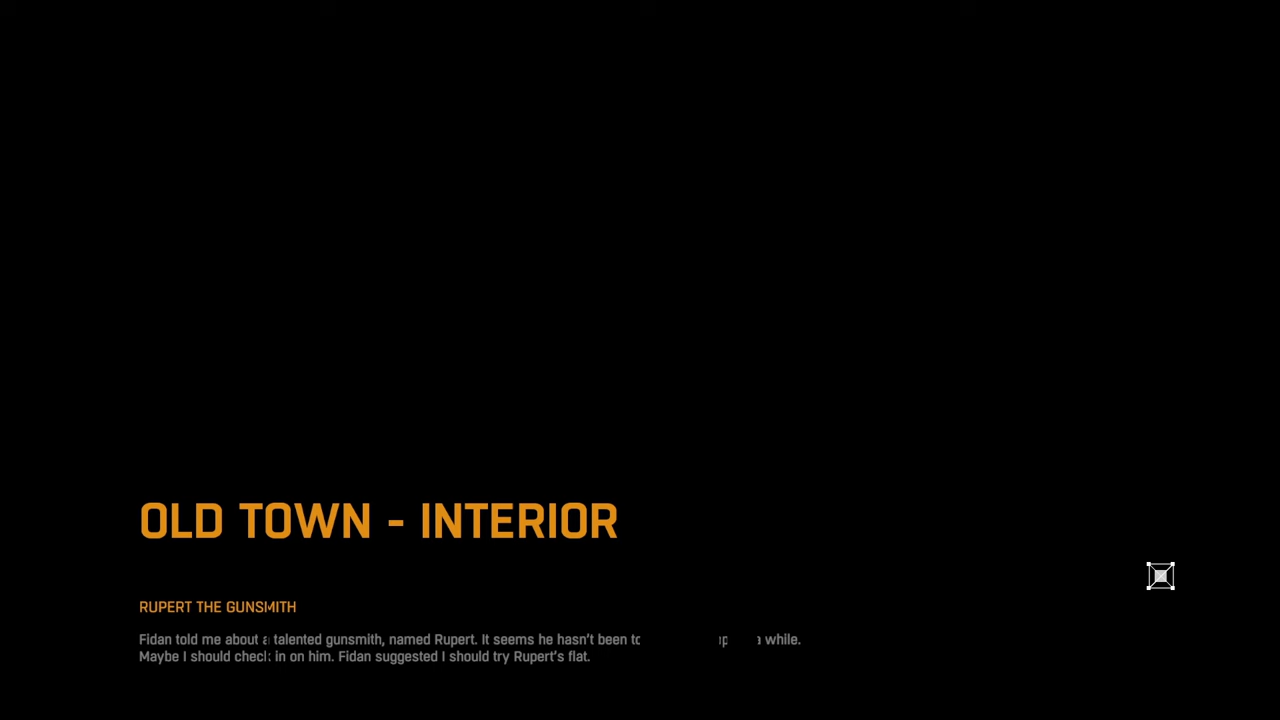 OLD TOWN - INTERIOR
RUPERT THE GUNSMITH
Fidan told me about a talented gunsmith, named Rupert. It seems he hasn't been to a while.
Maybe I should check in on him. Fidan suggested I should try Rupert's flat.